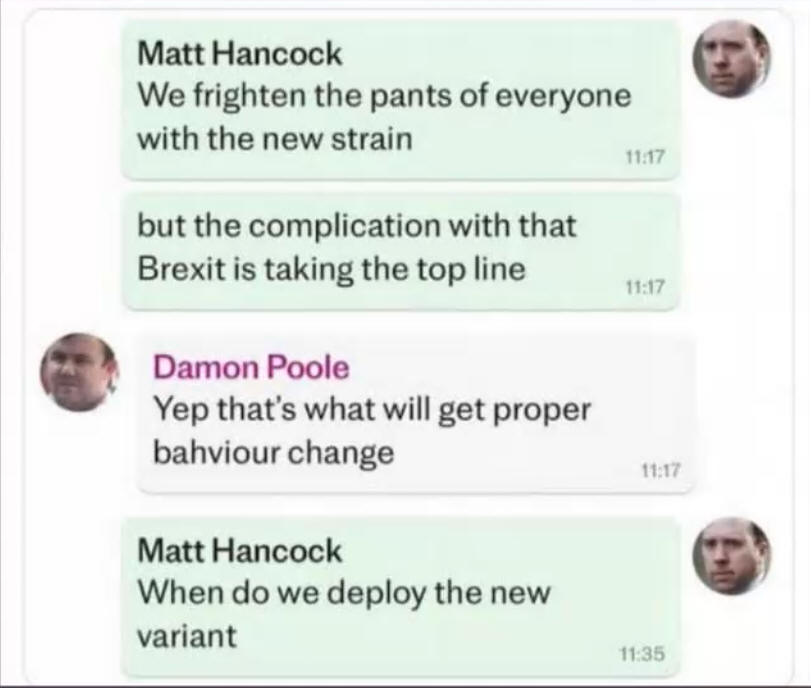 Matt Hancock
We frighten the pants of everyone
with the new strain
11:17
but the complication with that
Brexit is taking the top line
11:17
Damon Poole
Yep that's what will get proper
bahviour change
11:17
Matt Hancock
When do we deploy the new
variant
11:35